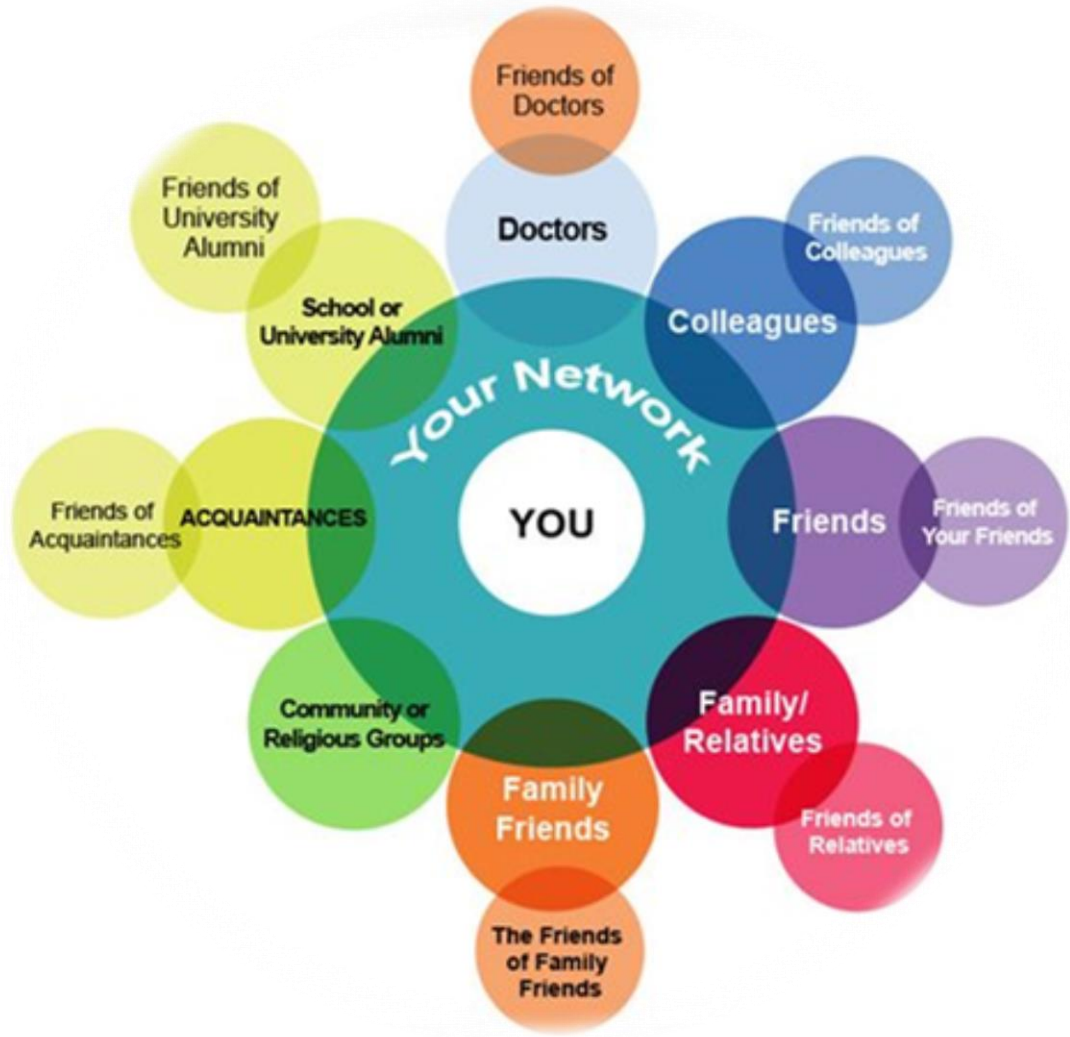 Friends of
Doctors
Friends of
University
Alumni
Doctors
Friends of
Colleagues
School or
University Alumni
Colleagues
Your Network
Friends of
Acquaintances
ACQUAINTANCES
YOU
Friends
Friends of
Your Friends
Community or
Religious Groups
Family/
Relatives
Family
Friends
Friends of
Relatives
The Friends
of Family
Friends